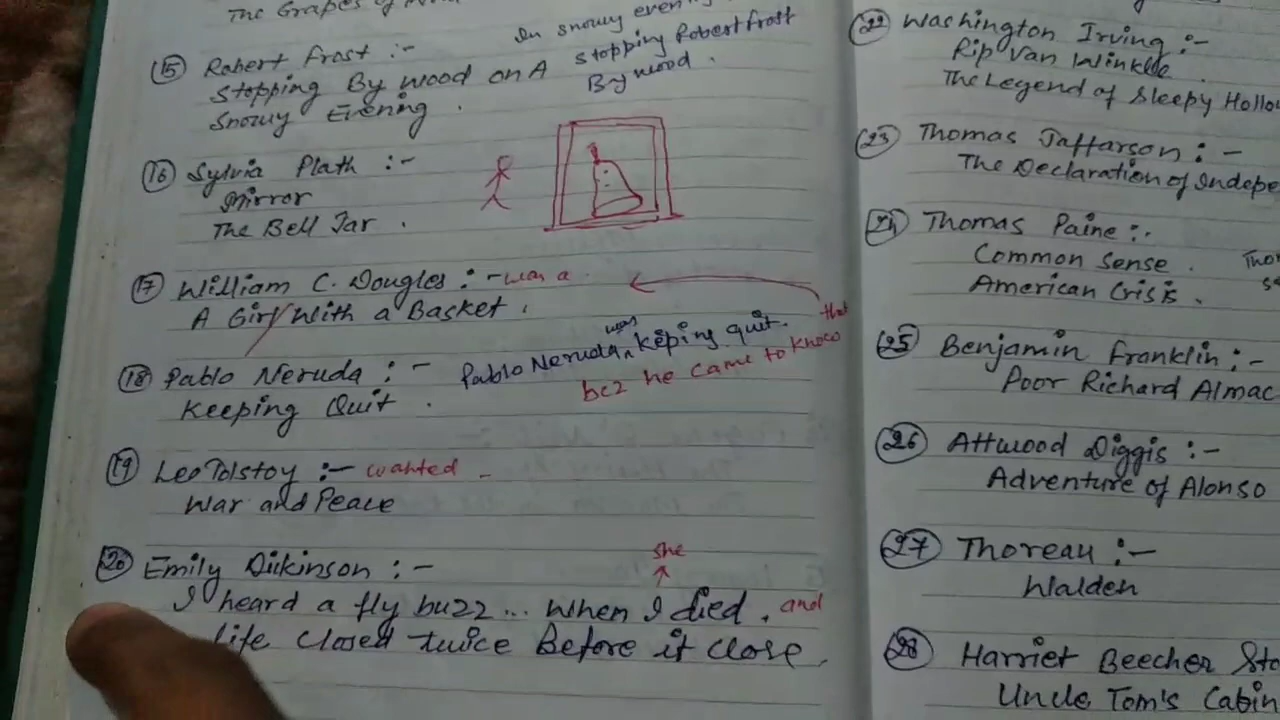 The Grapes of
15 Robert Frost :-
Stopping By wood on A
Snowy Evening .
In snowy evening
stopping Robert frost
By wood .
16 Sylvia Plath :-
Mirror
The Bell Jar .
17 William C. Dougles :- was a
A Girl with a Basket .
18 Pablo Neruda :-
Keeping Quit .
Pablo Neruda was keping quit.
bcz he came to know that
19 Leo Tolstoy :- wanted -
War and Peace
20 Emily Dickinson :-
she
I heard a fly buzz ... when I died . and
life closed twice Before it close .
22 Washington Irving :-
Rip Van Winkle .
The Legend of Sleepy Hollo
23 Thomas Jaffarson :-
The Declaration of Indepe
24 Thomas Paine :-
Common Sense .
American Crisis .
25 Benjamin Franklin :-
Poor Richard Almac
26 Attwood Diggis :-
Adventure of Alonso
27 Thoreau :-
Walden
28 Harriet Beecher Sto
Uncle Tom's Cabin